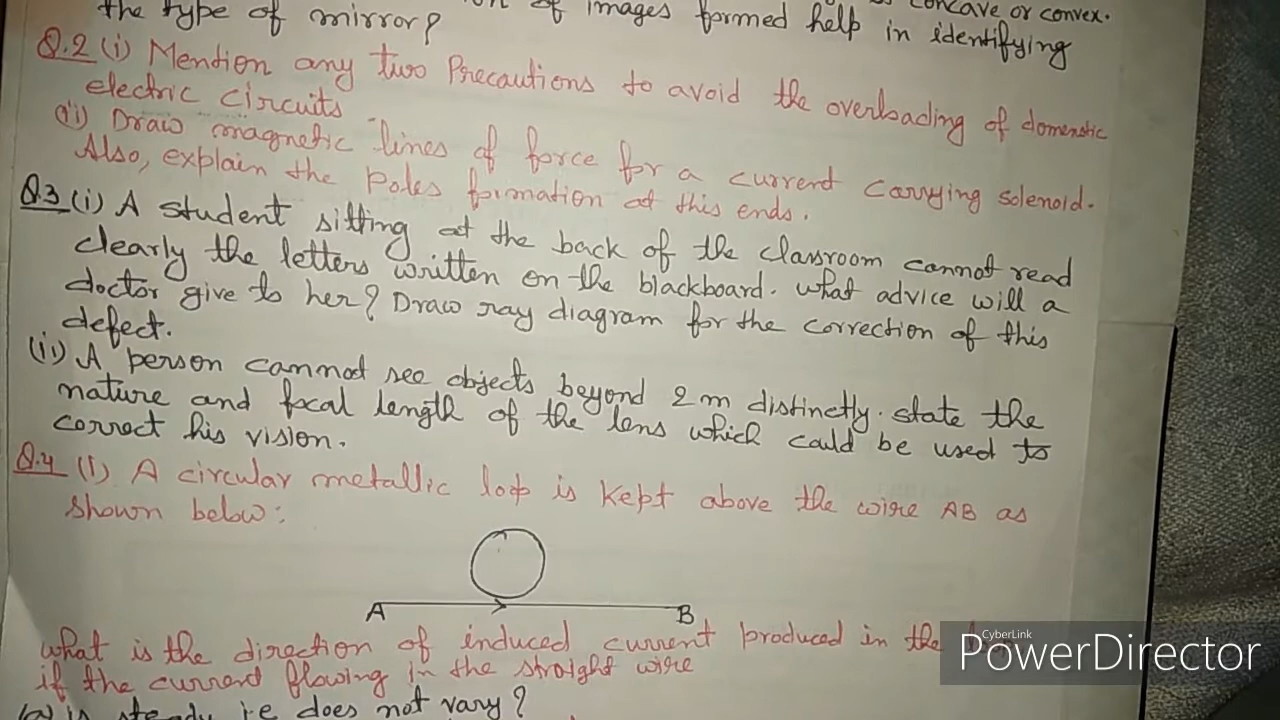 concave or convex.
of images formed help in identifying
the type of mirror?
Q.2 (i) Mention any two Precautions to avoid the overloading of domenstic
electric circuits
(ii) Draw magnetic lines of force for a current carrying solenoid.
Also, explain the Poles formation at this ends.
Q.3 (i) A student sitting at the back of the classroom cannot read
clearly the letters written on the blackboard. what advice will a
doctor give to her? Draw ray diagram for the correction of this
defect.
(ii) A person cannot see objects beyond 2m distinctly. state the
nature and focal length of the lens which could be used to
correct his vision.
Q.4 (i) A circular metallic loop is kept above the wire AB as
shown below:
A B
what is the direction of induced current produced in the
if the current flowing in the straight wire
(a) is steady i.e does not vary?
CyberLink
PowerDirector